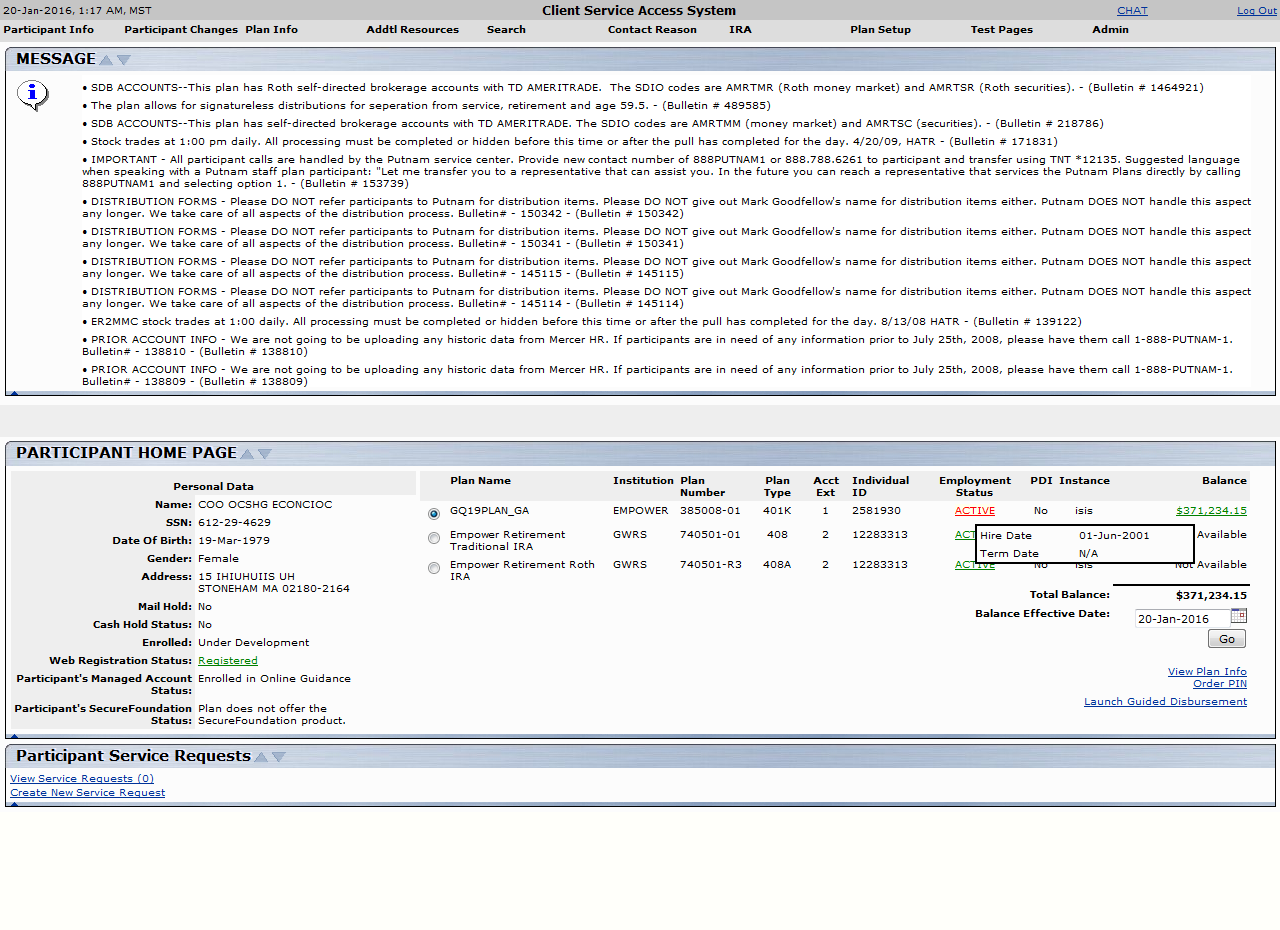 20-Jan-2016, 1:17 AM, MST Client Service Access System CHAT Log Out
Participant Info Participant Changes Plan Info Addtl Resources Search Contact Reason IRA Plan Setup Test Pages Admin
MESSAGE
• SDB ACCOUNTS--This plan has Roth self-directed brokerage accounts with TD AMERITRADE. The SDIO codes are AMRTMR (Roth money market) and AMRTSR (Roth securities). - (Bulletin # 1464921)
• The plan allows for signatureless distributions for seperation from service, retirement and age 59.5. - (Bulletin # 489585)
• SDB ACCOUNTS--This plan has self-directed brokerage accounts with TD AMERITRADE. The SDIO codes are AMRTMM (money market) and AMRTSC (securities). - (Bulletin # 218786)
• Stock trades at 1:00 pm daily. All processing must be completed or hidden before this time or after the pull has completed for the day. 4/20/09, HATR - (Bulletin # 171831)
• IMPORTANT - All participant calls are handled by the Putnam service center. Provide new contact number of 888PUTNAM1 or 888.788.6261 to participant and transfer using TNT *12135. Suggested language
when speaking with a Putnam staff plan participant: "Let me transfer you to a representative that can assist you. In the future you can reach a representative that services the Putnam Plans directly by calling
888PUTNAM1 and selecting option 1. - (Bulletin # 153739)
• DISTRIBUTION FORMS - Please DO NOT refer participants to Putnam for distribution items. Please DO NOT give out Mark Goodfellow's name for distribution items either. Putnam DOES NOT handle this aspect
any longer. We take care of all aspects of the distribution process. Bulletin# - 150342 - (Bulletin # 150342)
• DISTRIBUTION FORMS - Please DO NOT refer participants to Putnam for distribution items. Please DO NOT give out Mark Goodfellow's name for distribution items either. Putnam DOES NOT handle this aspect
any longer. We take care of all aspects of the distribution process. Bulletin# - 150341 - (Bulletin # 150341)
• DISTRIBUTION FORMS - Please DO NOT refer participants to Putnam for distribution items. Please DO NOT give out Mark Goodfellow's name for distribution items either. Putnam DOES NOT handle this aspect
any longer. We take care of all aspects of the distribution process. Bulletin# - 145115 - (Bulletin # 145115)
• DISTRIBUTION FORMS - Please DO NOT refer participants to Putnam for distribution items. Please DO NOT give out Mark Goodfellow's name for distribution items either. Putnam DOES NOT handle this aspect
any longer. We take care of all aspects of the distribution process. Bulletin# - 145114 - (Bulletin # 145114)
• ER2MMC stock trades at 1:00 daily. All processing must be completed or hidden before this time or after the pull has completed for the day. 8/13/08 HATR - (Bulletin # 139122)
• PRIOR ACCOUNT INFO - We are not going to be uploading any historic data from Mercer HR. If participants are in need of any information prior to July 25th, 2008, please have them call 1-888-PUTNAM-1.
Bulletin# - 138810 - (Bulletin # 138810)
• PRIOR ACCOUNT INFO - We are not going to be uploading any historic data from Mercer HR. If participants are in need of any information prior to July 25th, 2008, please have them call 1-888-PUTNAM-1.
Bulletin# - 138809 - (Bulletin # 138809)
PARTICIPANT HOME PAGE
Personal Data
Name: COO OCSHG ECONCIOC
SSN: 612-29-4629
Date Of Birth: 19-Mar-1979
Gender: Female
Address: 15 IHIUHUIIS UH
STONEHAM MA 02180-2164
Mail Hold: No
Cash Hold Status: No
Enrolled: Under Development
Web Registration Status: Registered
Participant's Managed Account Enrolled in Online Guidance
Status:
Participant's SecureFoundation Plan does not offer the
Status: SecureFoundation product.
Plan Name Institution Plan Plan Acct Individual Employment PDI Instance Balance
Number Type Ext ID Status
GQ19PLAN_GA EMPOWER 385008-01 401K 1 2581930 ACTIVE No isis $371,234.15
Empower Retirement GWRS 740501-01 408 2 12283313 ACT Available
Traditional IRA
Hire Date 01-Jun-2001
Term Date N/A
Empower Retirement Roth GWRS 740501-R3 408A 2 12283313 ACTIVE No isis Not Available
IRA
Total Balance: $371,234.15
Balance Effective Date: 20-Jan-2016
Go
View Plan Info
Order PIN
Launch Guided Disbursement
Participant Service Requests
View Service Requests (0)
Create New Service Request